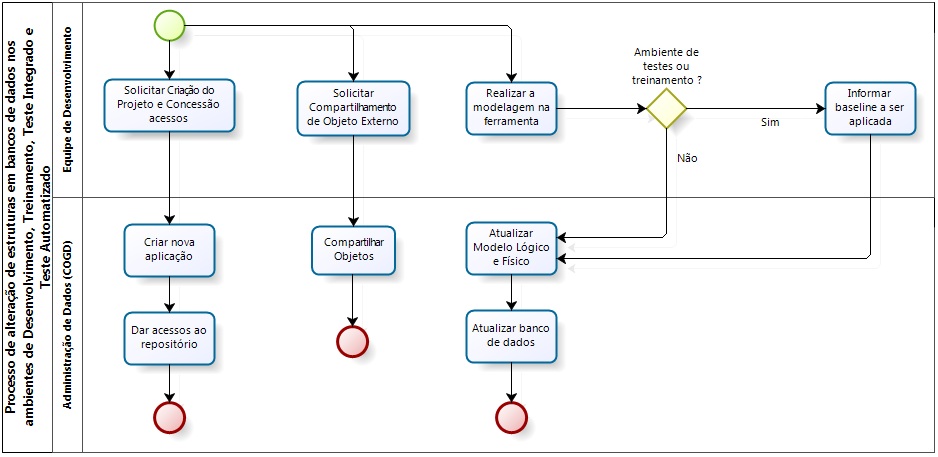 Processo de alteração de estruturas em bancos de dados nos
ambientes de Desenvolvimento, Treinamento, Teste Integrado e
Teste Automatizado
Equipe de Desenvolvimento
Solicitar Criação do
Projeto e Concessão
acessos
Solicitar
Compartilhamento
de Objeto Externo
Realizar a
modelagem na
ferramenta
Ambiente de
testes ou
treinamento ?
Sim
Não
Informar
baseline a ser
aplicada
Administração de Dados (COGD)
Criar nova
aplicação
Dar acessos ao
repositório
Compartilhar
Objetos
Atualizar
Modelo Lógico
e Físico
Atualizar banco
de dados